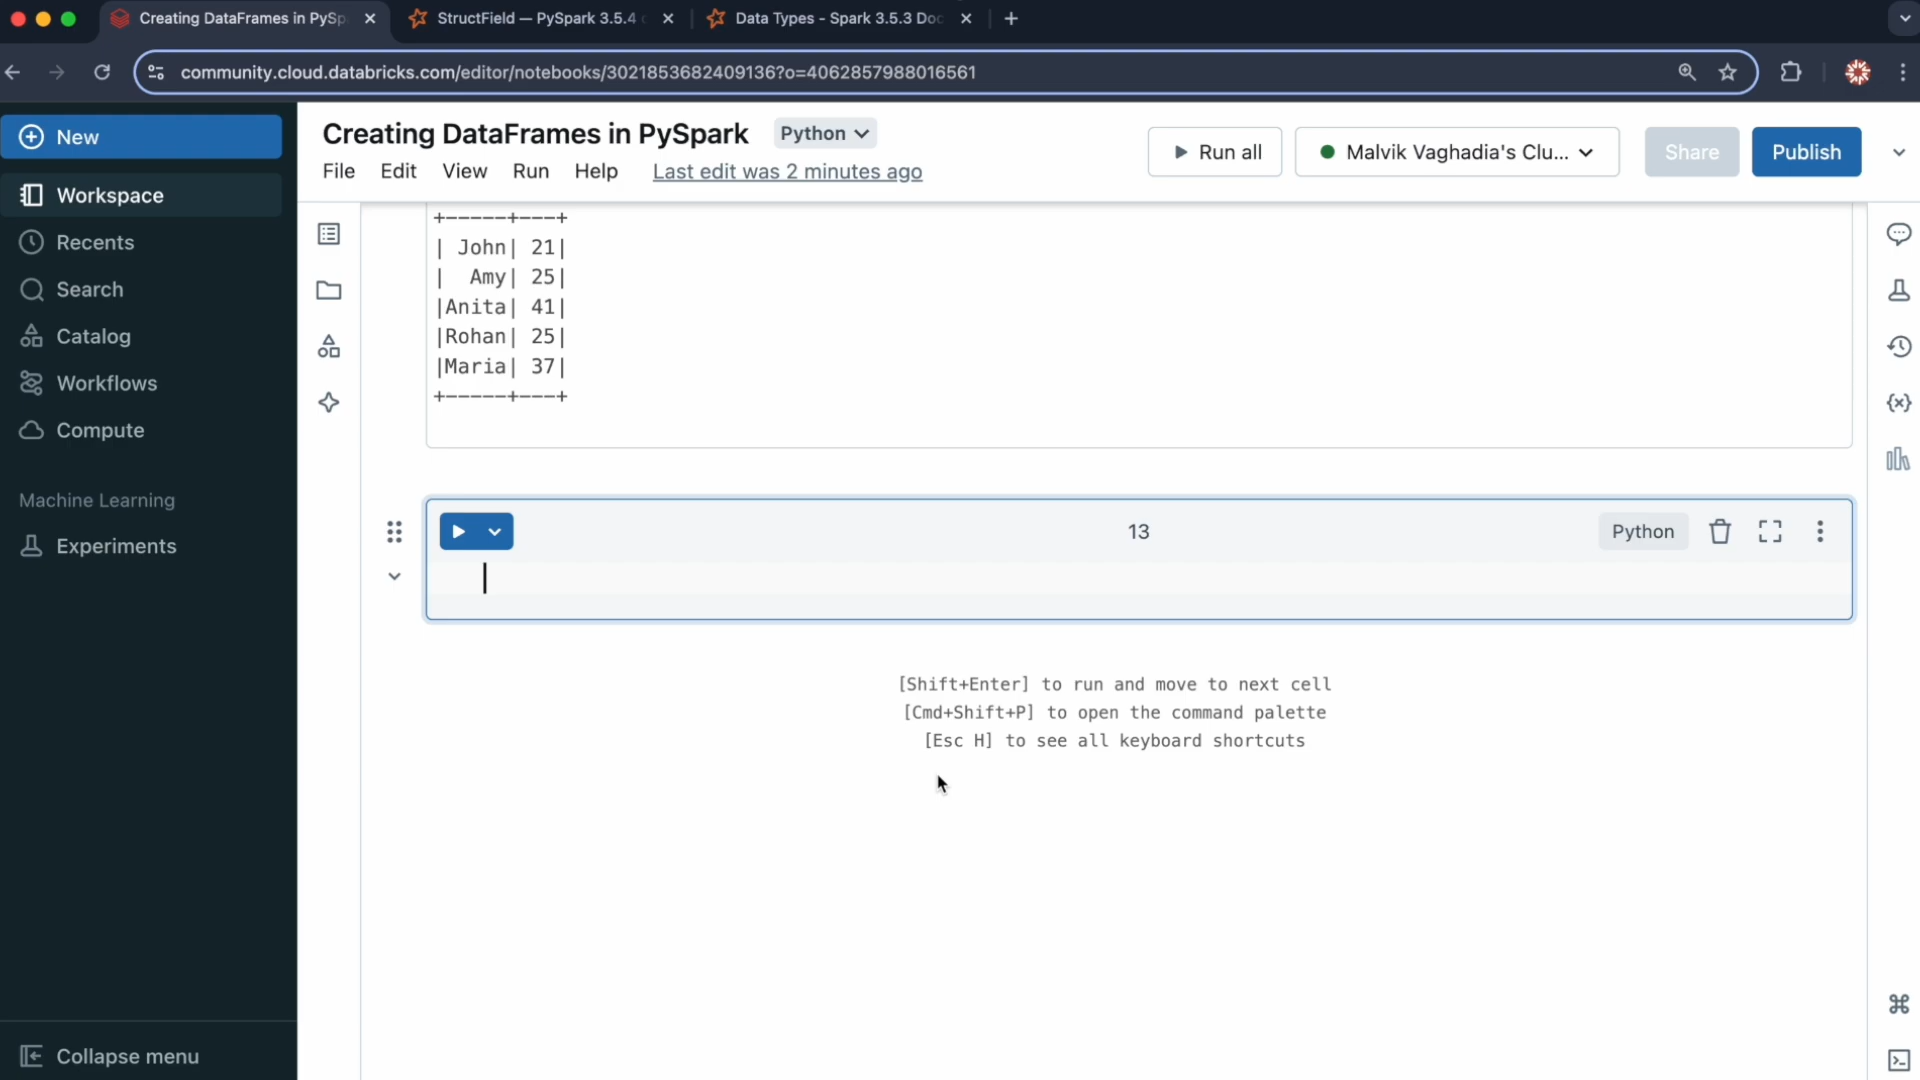 Creating DataFrames in PySp
StructField — PySpark 3.5.4
Data Types - Spark 3.5.3 Doc
community.cloud.databricks.com/editor/notebooks/3021853682409136?o=4062857988016561
New
Workspace
Recents
Search
Catalog
Workflows
Compute
Machine Learning
Experiments
Collapse menu
Creating DataFrames in PySpark
Python
File Edit View Run Help Last edit was 2 minutes ago
Run all
Malvik Vaghadia's Clu...
Share
Publish
+-----+---+
| John| 21|
|  Amy| 25|
|Anita| 41|
|Rohan| 25|
|Maria| 37|
+-----+---+
13
Python
[Shift+Enter] to run and move to next cell
[Cmd+Shift+P] to open the command palette
[Esc H] to see all keyboard shortcuts